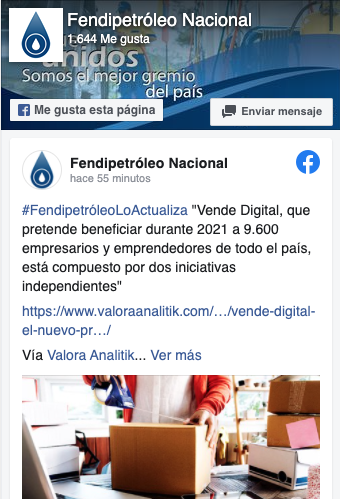 Fendipetróleo Nacional
1.644 Me gusta
unidos
Somos el mejor gremio
del país
Me gusta esta página
Enviar mensaje
Fendipetróleo Nacional
hace 55 minutos
#FendipetróleoLoActualiza "Vende Digital, que
pretende beneficiar durante 2021 a 9.600
empresarios y emprendedores de todo el país,
está compuesto por dos iniciativas
independientes"
https://www.valoraanalitik.com/…/vende-digital-
el-nuevo-pr…/
Vía Valora Analitik... Ver más